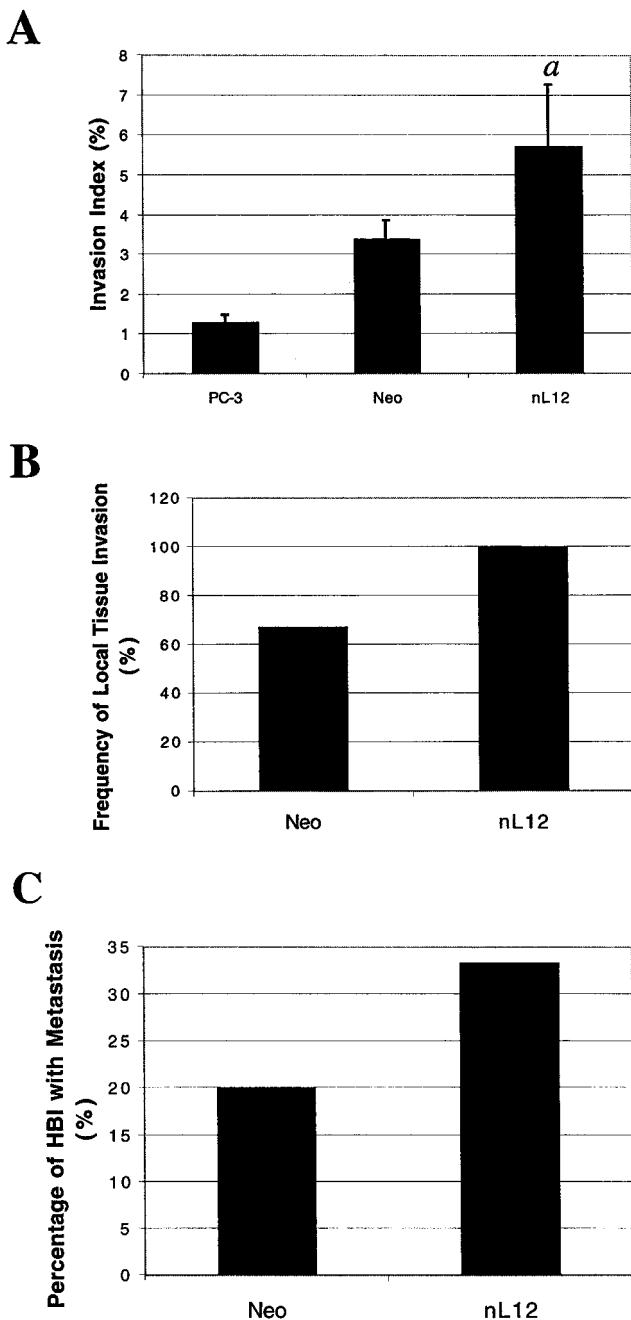 A
8
7
6
5
4
3
2
1
0
Invasion Index (%)
a
PC-3 Neo nL12
B
120
100
80
60
40
20
0
Frequency of Local Tissue Invasion
(%)
Neo nL12
C
35
30
25
20
15
10
5
0
Percentage of HBI with Metastasis
(%)
Neo nL12